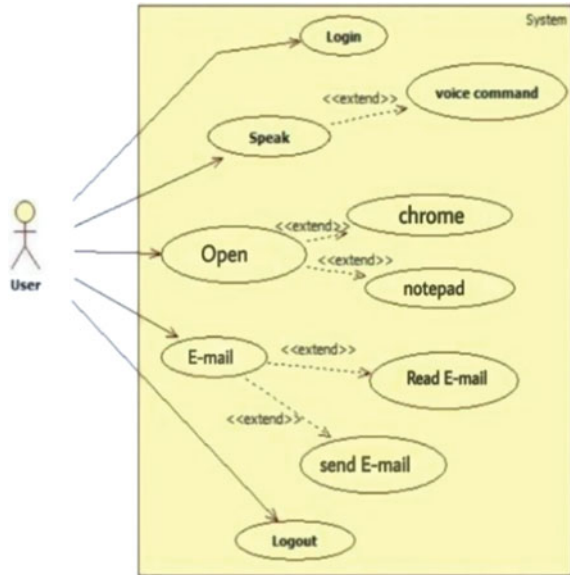 System
Login
<<extend>>
voice command
Speak
<<extend>>
chrome
Open
<<extend>>
notepad
User
E-mail
<<extend>>
Read E-mail
<<extend>>
send E-mail
Logout